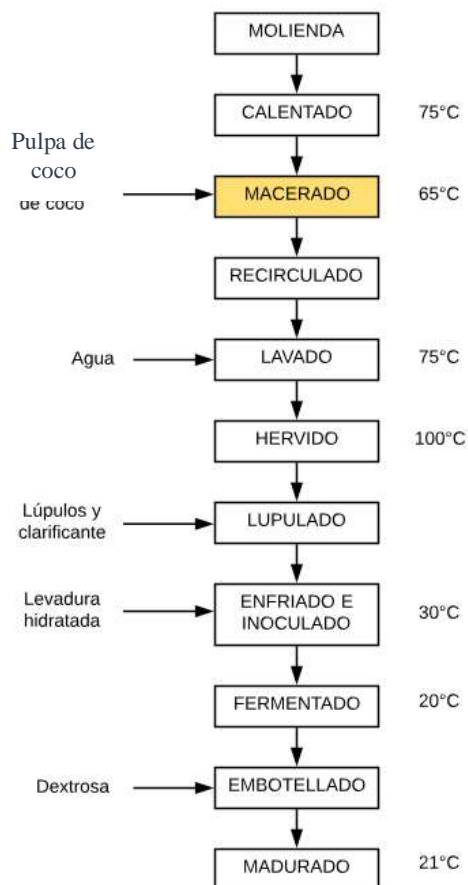 MOLIENDA
CALENTADO 75°C
Pulpa de
coco
de coco
MACERADO 65°C
RECIRCULADO
Agua LAVADO 75°C
HERVIDO 100°C
Lúpulos y
clarificante
LUPULADO
Levadura
hidratada
ENFRIADO E
INOCULADO
30°C
FERMENTADO 20°C
Dextrosa EMBOTELLADO
MADURADO 21°C